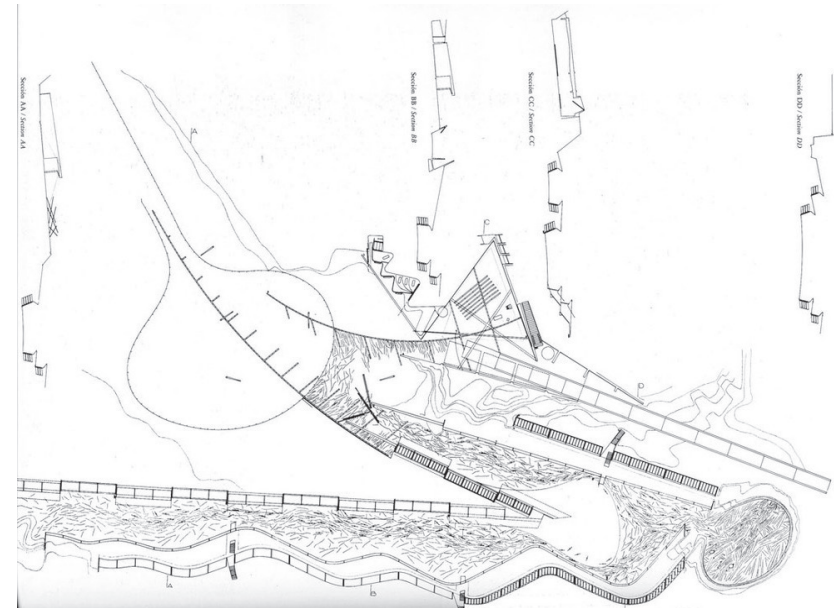 Sección AA / Section AA
Sección BB / Section BB
Sección CC / Section CC
Sección DD / Section DD
A
C
D
A
B